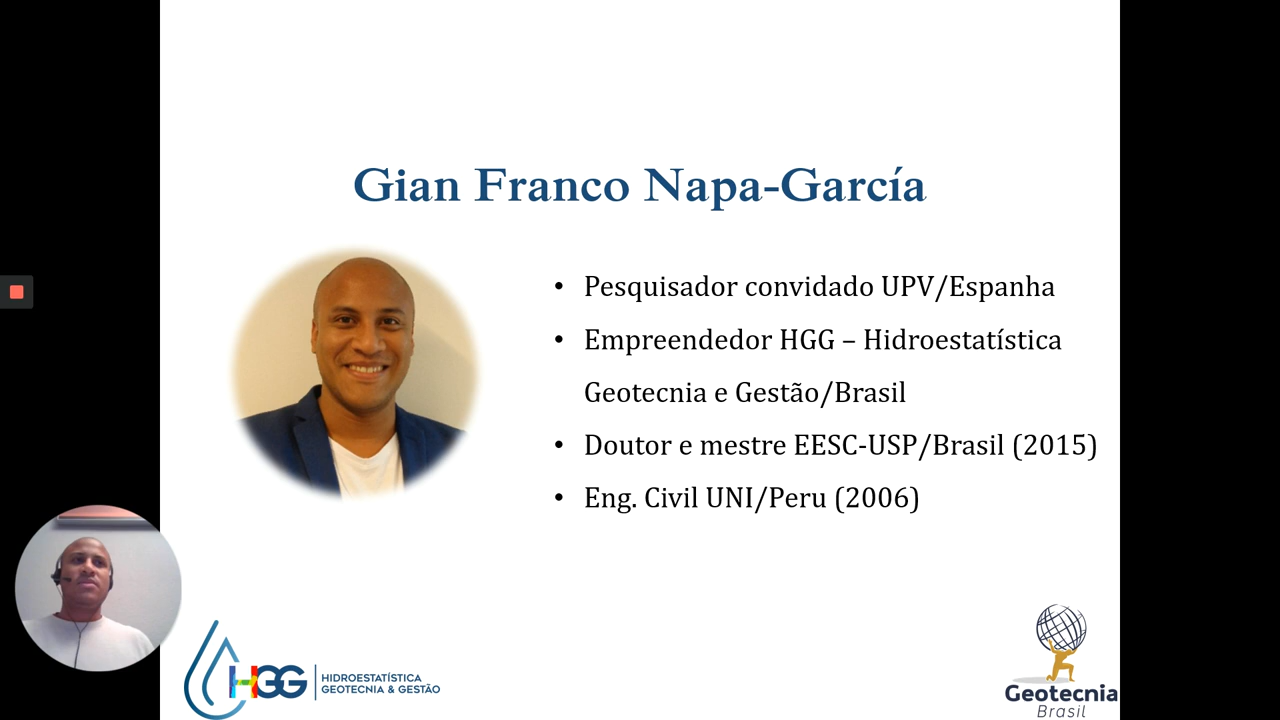 Gian Franco Napa-García
• Pesquisador convidado UPV/Espanha
• Empreendedor HGG – Hidroestatística
Geotecnia e Gestão/Brasil
• Doutor e mestre EESC-USP/Brasil (2015)
• Eng. Civil UNI/Peru (2006)
HGG
HIDROESTATÍSTICA
GEOTECNIA & GESTÃO
Geotecnia
Brasil